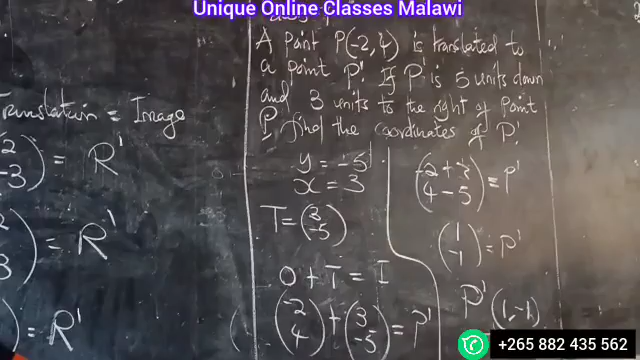 Unique Online Classes Malawi
A point P(-2,4) is translated to
a point P'. If P' is 5 units down
and 3 units to the right of point
P, find the coordinates of P'.
Translation = Image
-3) = R'
3) = R'
) = R'
y = -5
x = 3
T = (3
-5)
O + T = I
(-2
4) + (3
-5) = P'
(-2+3
4-5) = P'
(1
-1) = P'
P'(1,-1)
+265 882 435 562